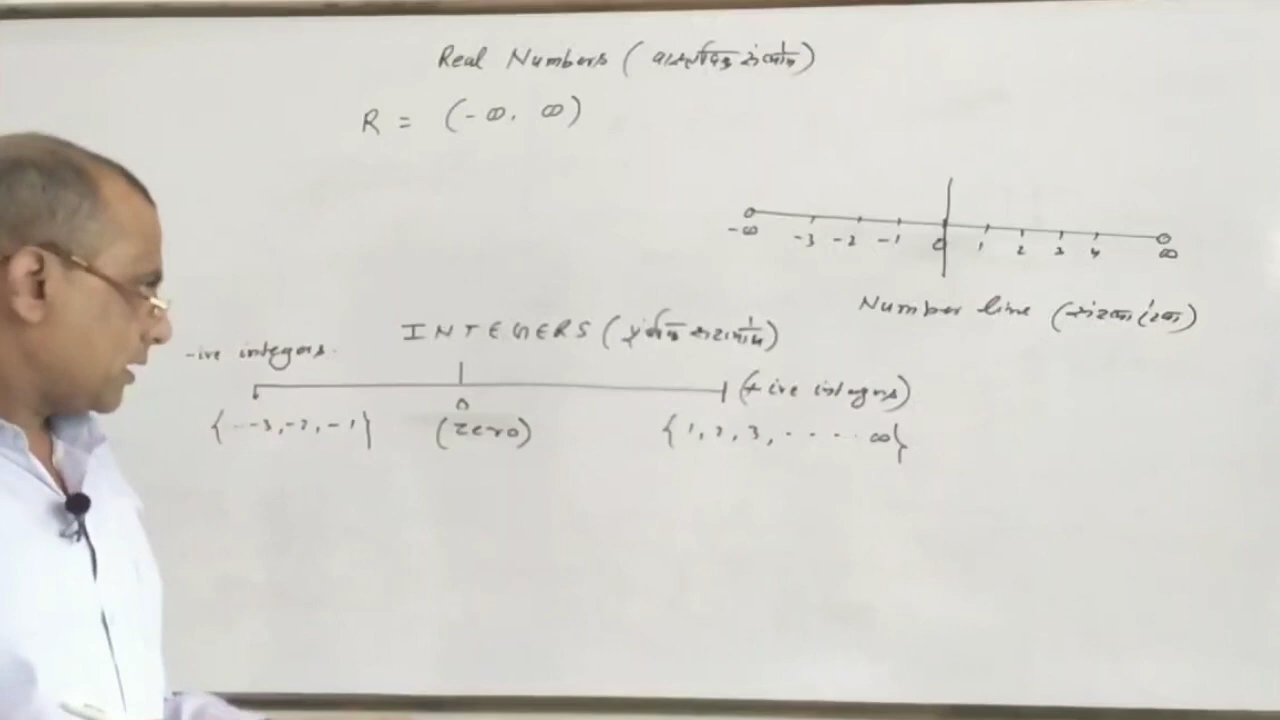 Real Numbers (वास्तविक संख्याएं)
R = (-∞, ∞)
-∞ -3 -2 -1 0 1 2 3 4 ∞
Number line (संख्या रेखा)
INTEGERS (पूर्णांक संख्याएं)
-ive integers.
(+ive integers)
{ -- -3, -2, -1} 0 {1, 2, 3, - - - - ∞}
(zero)